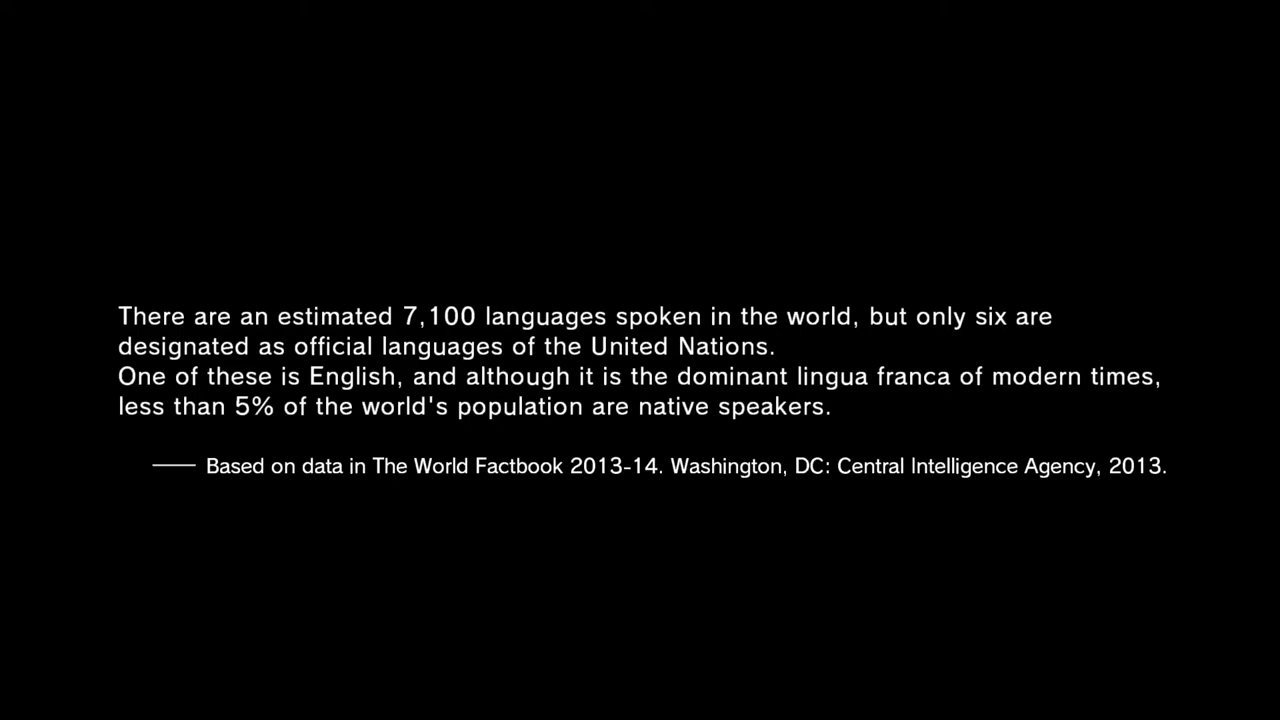 There are an estimated 7,100 languages spoken in the world, but only six are
designated as official languages of the United Nations.
One of these is English, and although it is the dominant lingua franca of modern times,
less than 5% of the world's population are native speakers.
—— Based on data in The World Factbook 2013-14. Washington, DC: Central Intelligence Agency, 2013.